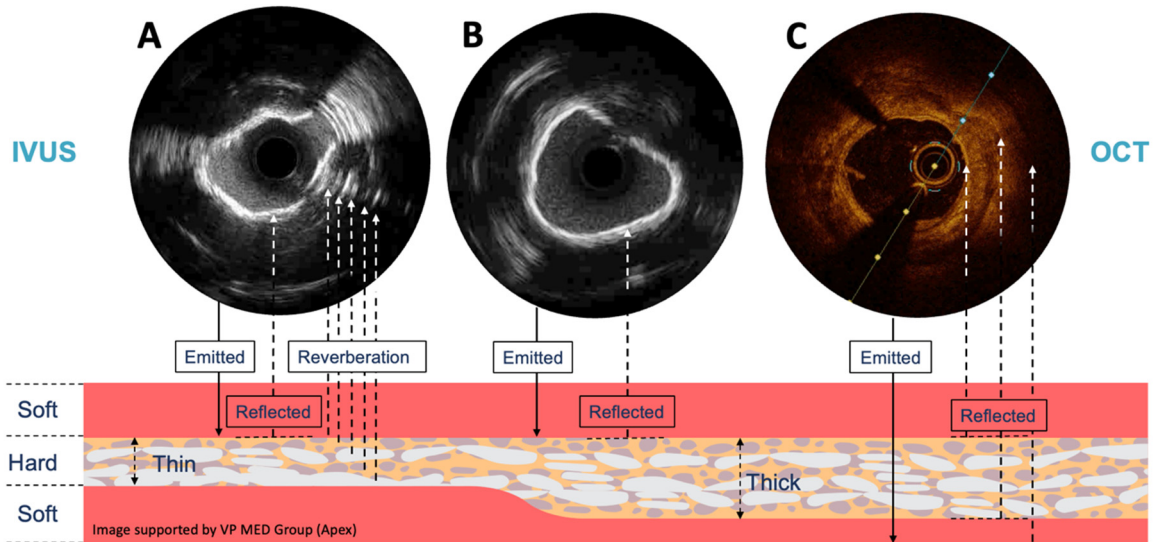 A
B
C
IVUS
OCT
Emitted
Reverberation
Emitted
Emitted
Soft
Reflected
Reflected
Reflected
Hard
Thin
Thick
Soft
Image supported by VP MED Group (Apex)